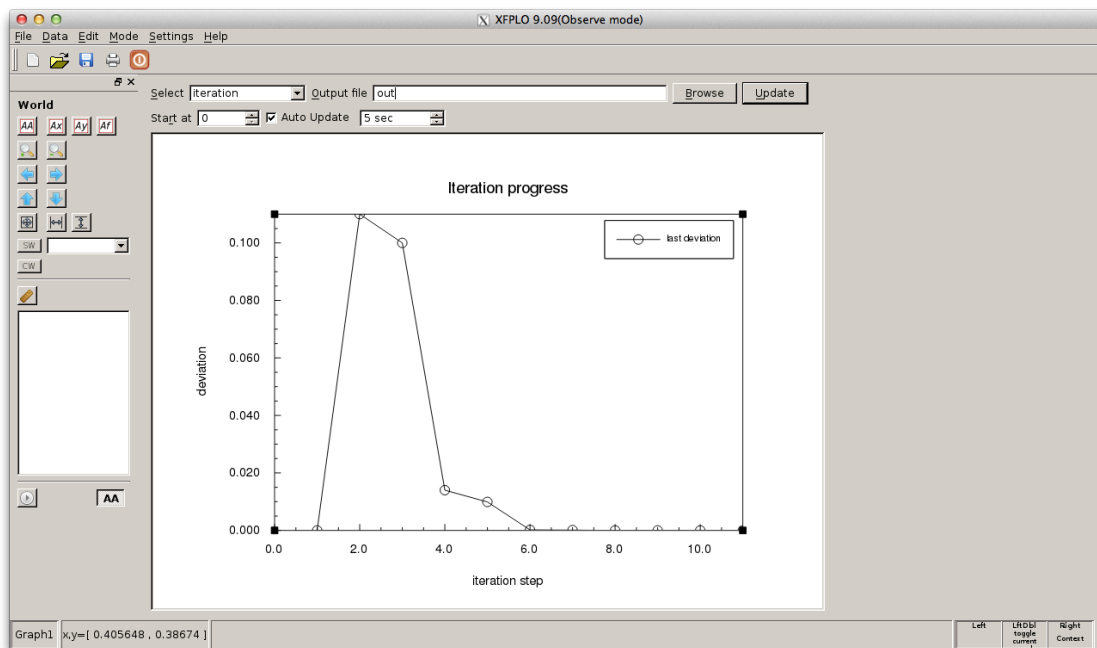 X XFPLO 9.09(Observe mode)
File Data Edit Mode Settings Help
World
Select iteration Output file out Browse Update
Start at 0 Auto Update 5 sec
AA Ax Ay Af
SW
CW
AA
Iteration progress
last deviation
0.100
0.080
0.060
0.040
0.020
0.000
deviation
0.0 2.0 4.0 6.0 8.0 10.0
iteration step
Graph1 x,y=[ 0.405648 , 0.38674 ]
Left LftDbl Right
toggle Context
current